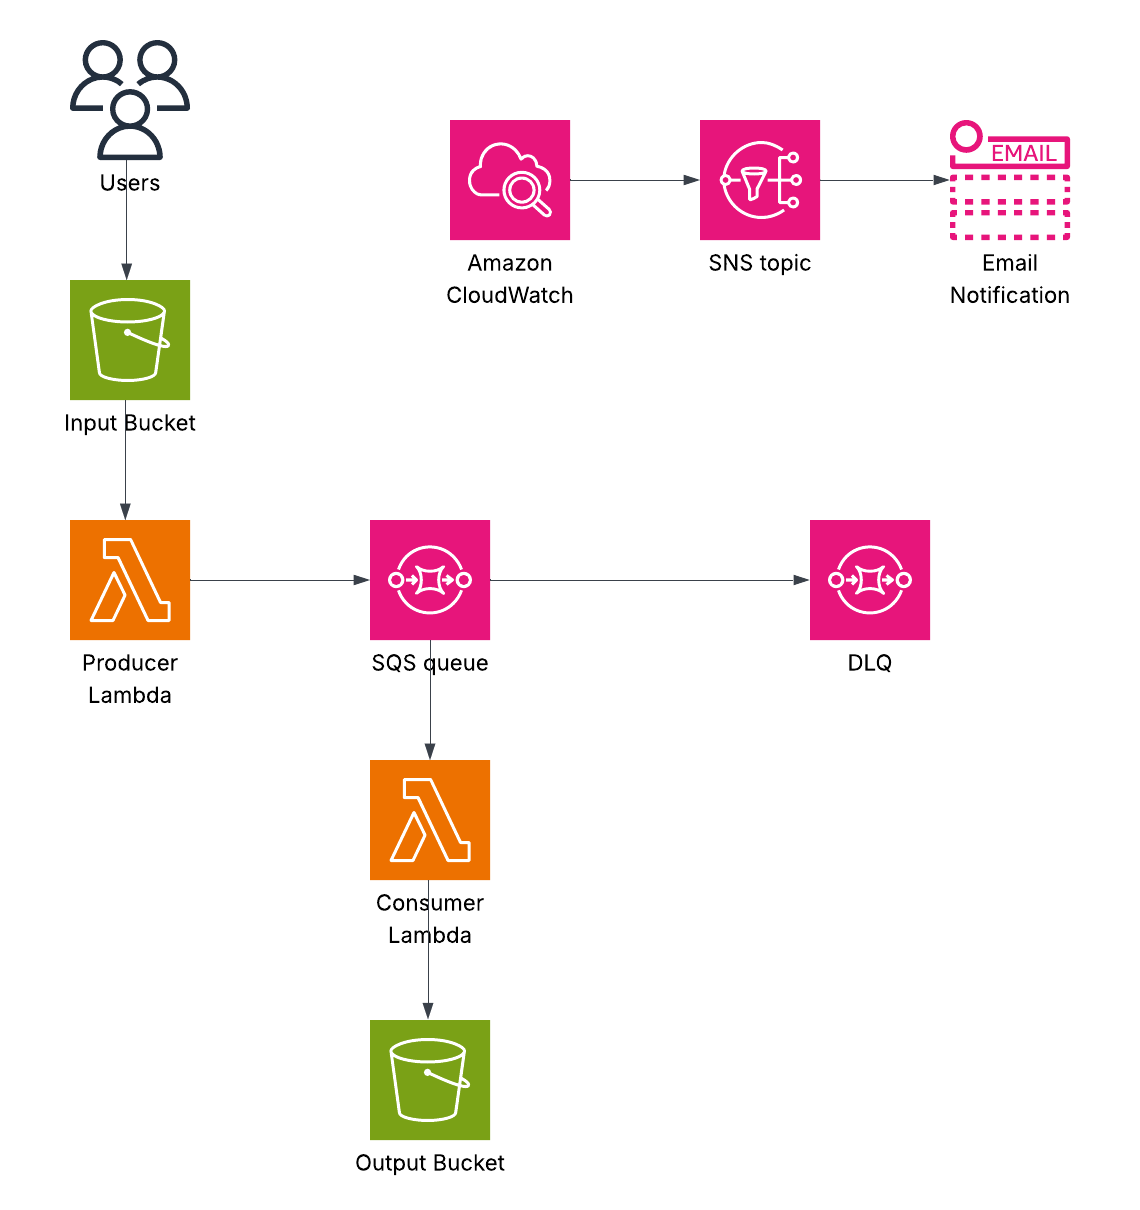 Users
EMAIL
Amazon
CloudWatch
SNS topic
Email
Notification
Input Bucket
Producer
Lambda
SQS queue
DLQ
Consumer
Lambda
Output Bucket